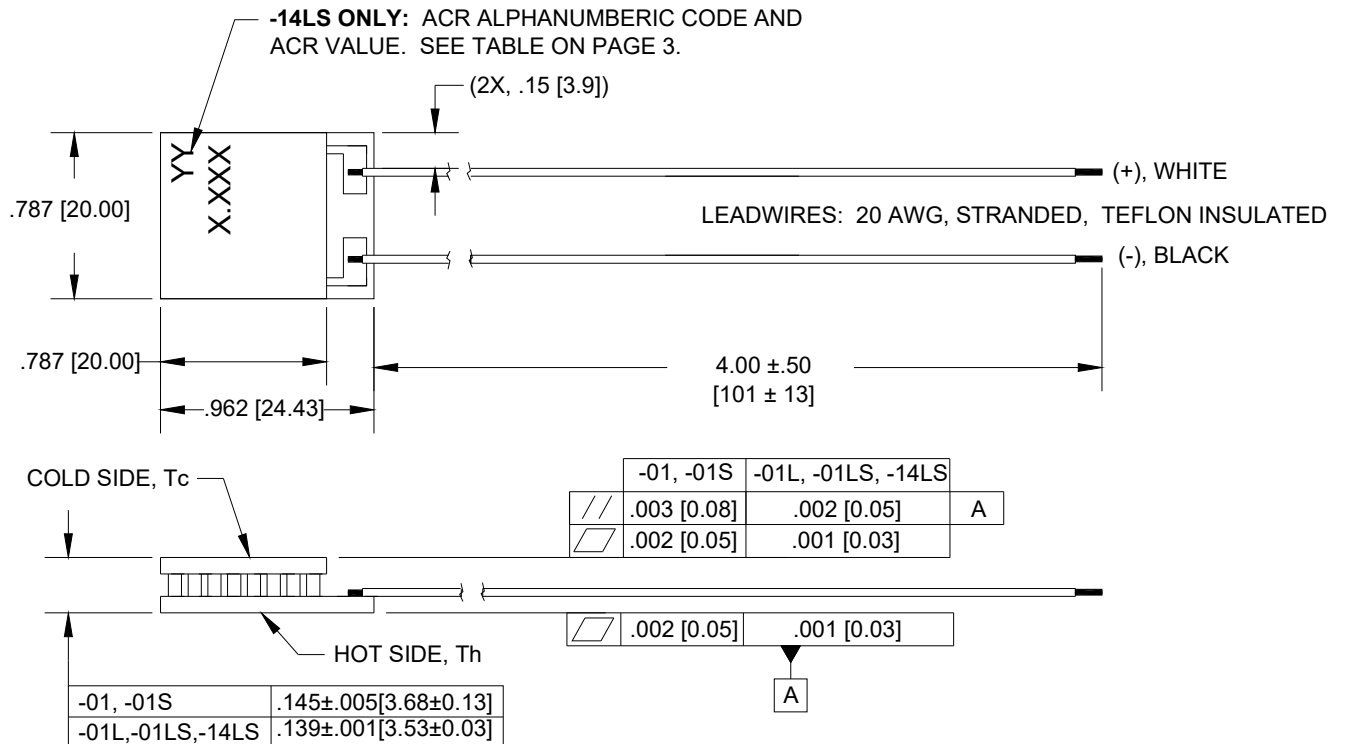 -14LS ONLY: ACR ALPHANUMBERIC CODE AND
ACR VALUE. SEE TABLE ON PAGE 3.
(2X, .15 [3.9])
YY
X.XXX
(+), WHITE
.787 [20.00]
LEADWIRES: 20 AWG, STRANDED, TEFLON INSULATED
(-), BLACK
.787 [20.00]
4.00 ±.50
[101 ± 13]
.962 [24.43]
COLD SIDE, Tc
-01, -01S -01L, -01LS, -14LS
// .003 [0.08] .002 [0.05] A
.002 [0.05] .001 [0.03]
.002 [0.05] .001 [0.03]
HOT SIDE, Th
A
-01, -01S .145±.005[3.68±0.13]
-01L,-01LS,-14LS .139±.001[3.53±0.03]